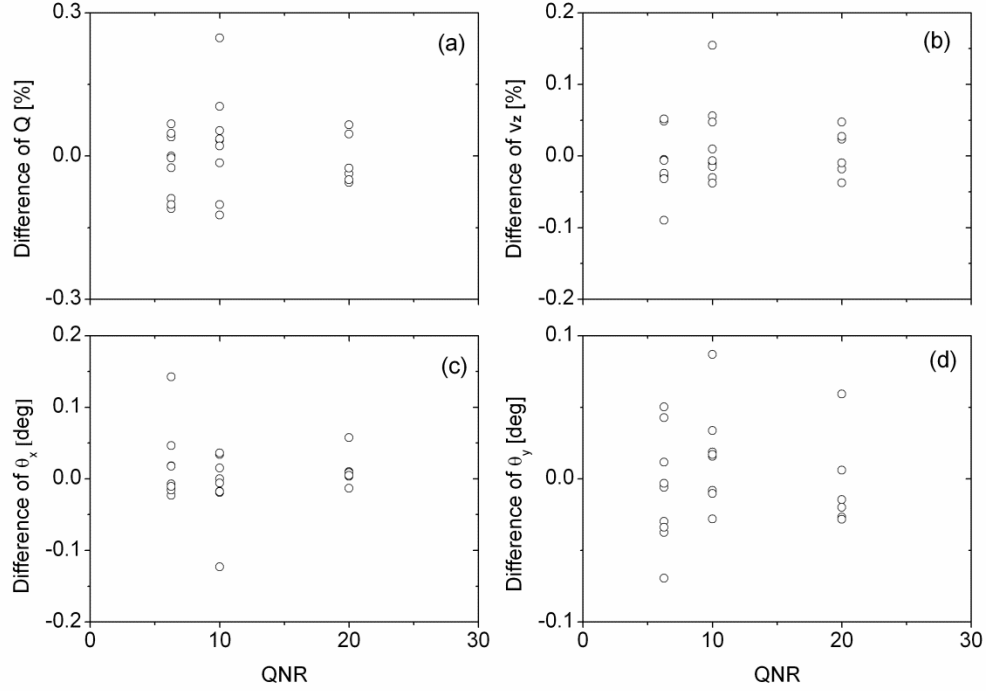 0.3
0.0
-0.3
Difference of Q [%]
(a)
0.2
0.1
0.0
-0.1
-0.2
Difference of vz [%]
(b)
0.2
0.1
0.0
-0.1
-0.2
Difference of θx [deg]
(c)
0 10 20 30
QNR
0.1
0.0
-0.1
Difference of θy [deg]
(d)
0 10 20 30
QNR